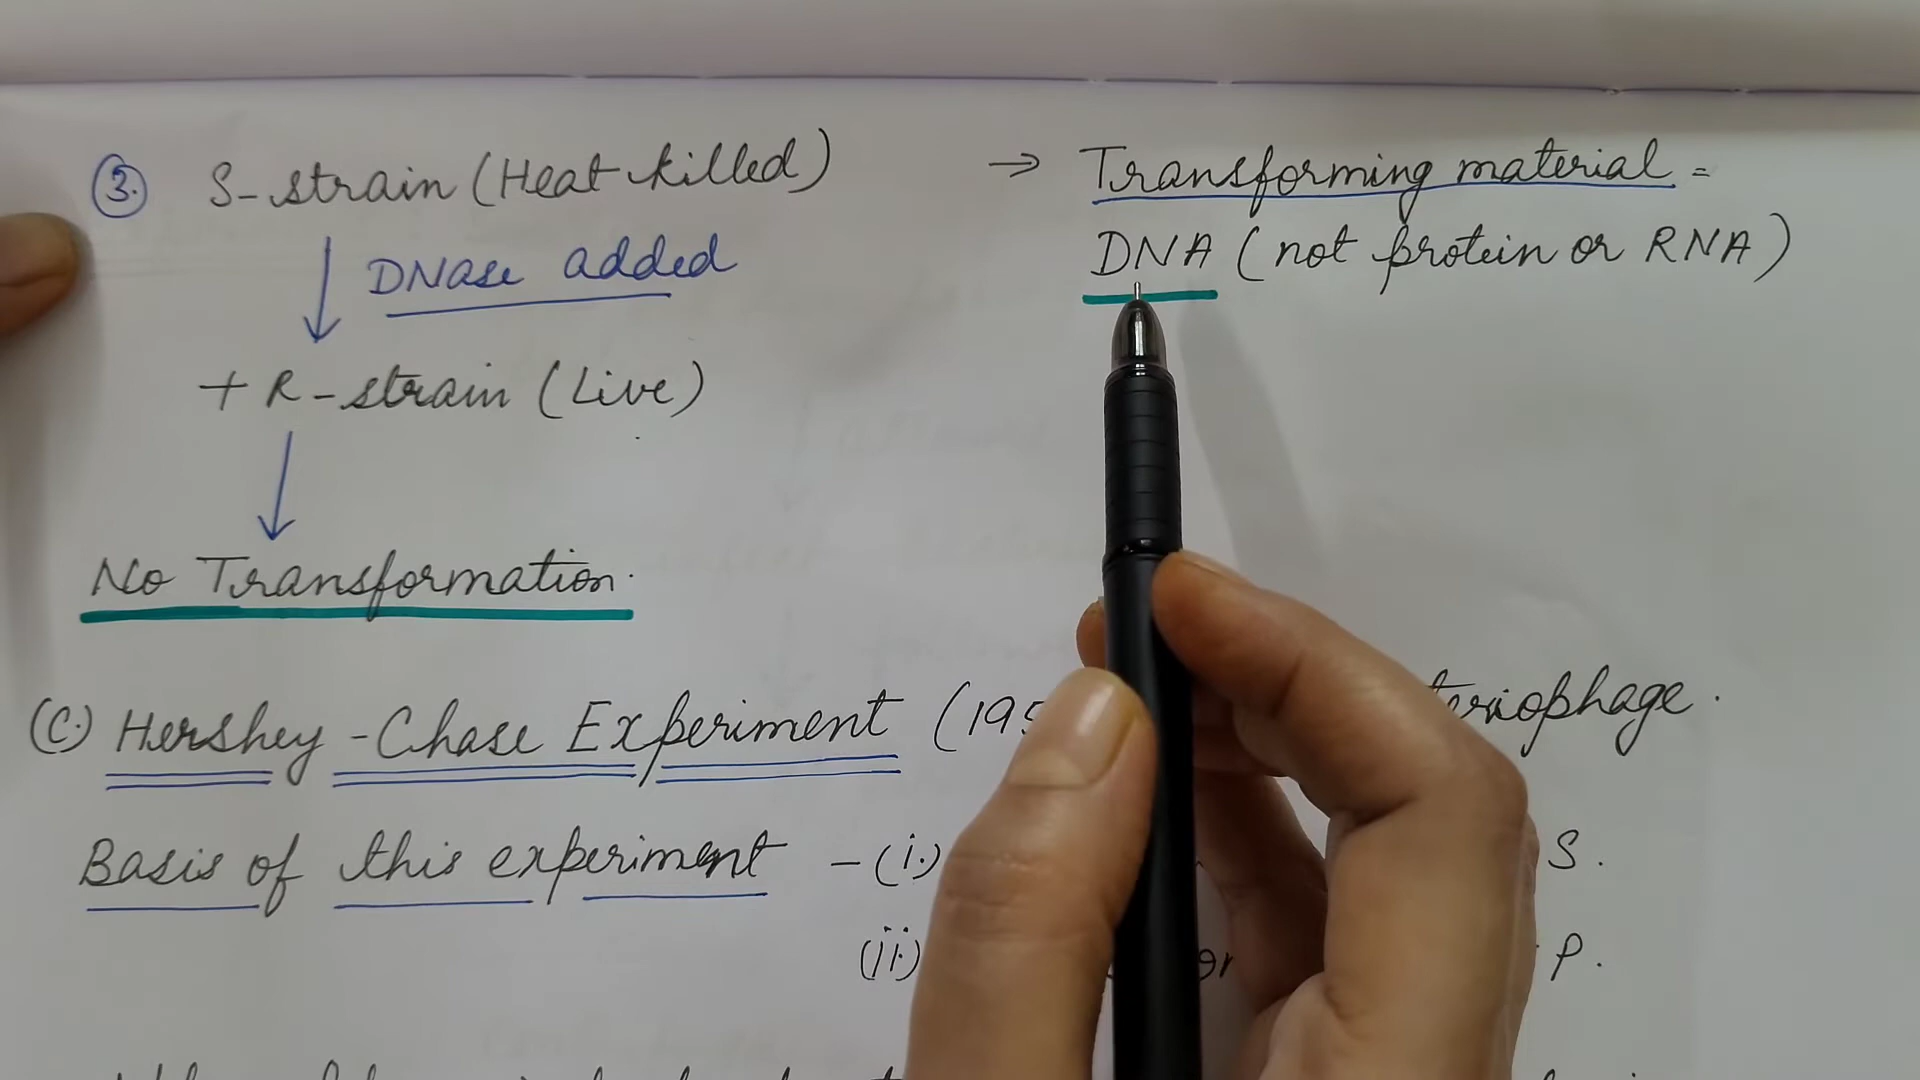 3. S-strain (Heat killed)
DNase added
+ R-strain (Live)
No Transformation.
→ Transforming material =
DNA (not protein or RNA)
(C.) Hershey-Chase Experiment (195
Basis of this experiment - (i.) S.
(ii.) P.